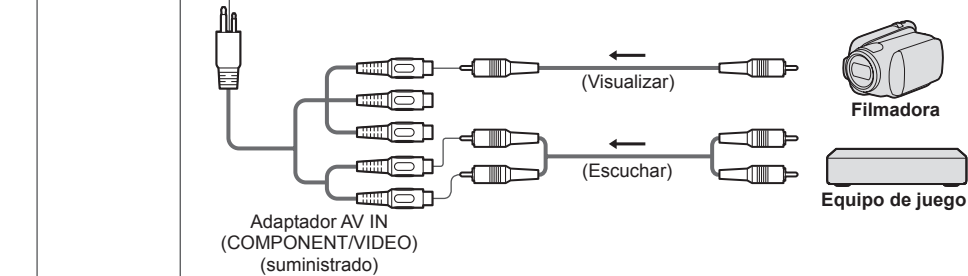 (Visualizar)
Filmadora
(Escuchar)
Equipo de juego
Adaptador AV IN
(COMPONENT/VIDEO)
(suministrado)